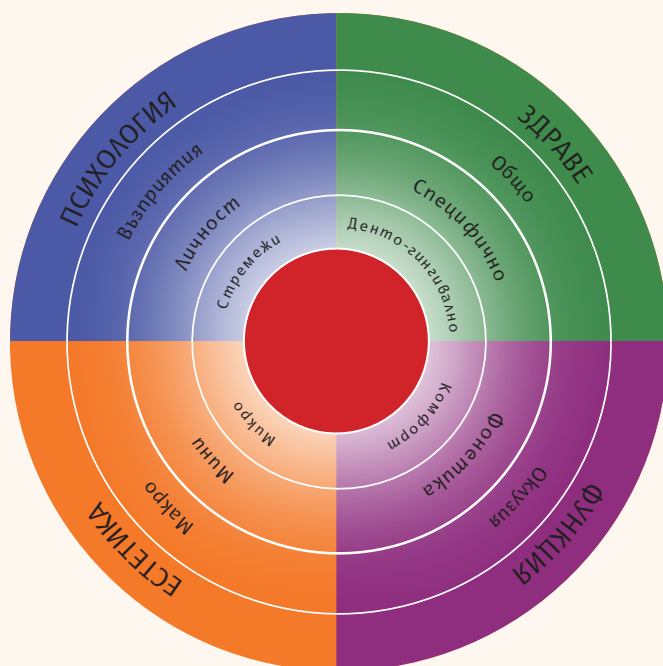 ПСИХОЛОГИЯ
Възприятия
Личност
Стремежи
ЗДРАВЕ
Общо
Специфично
Денто-гингивално
ЕСТЕТИКА
Макро
Мини
Микро
ФУНКЦИЯ
Оклузия
Фонетика
Комфорт